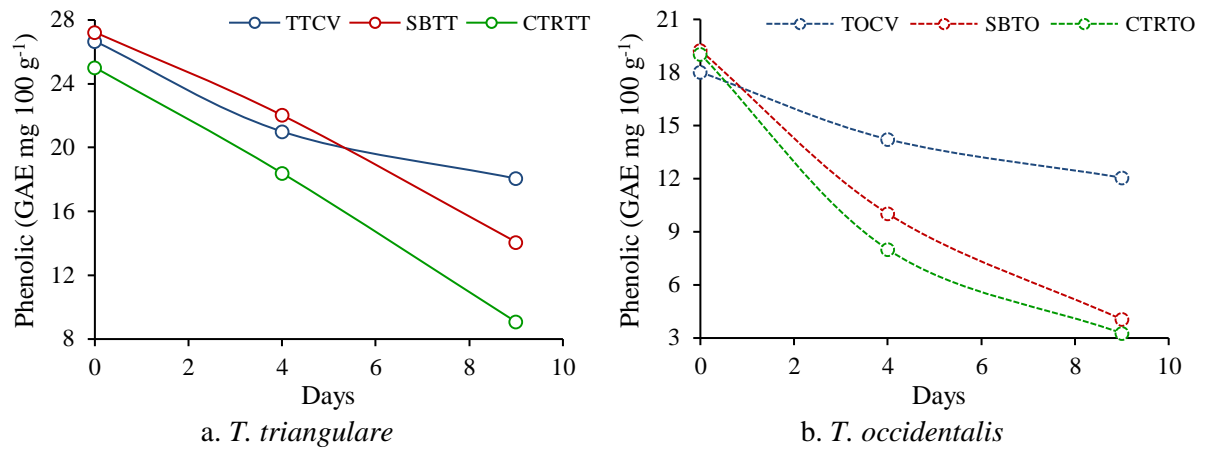 TTCV SBTT CTRTT
Phenolic (GAE mg 100 g-1)
28
24
20
16
12
8
0 2 4 6 8 10
Days
a. T. triangulare
TOCV SBTO CTRTO
Phenolic (GAE mg 100 g-1)
21
18
15
12
9
6
3
0 2 4 6 8 10
Days
b. T. occidentalis